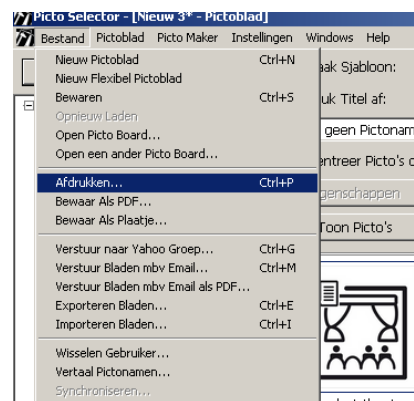 Picto Selector - [Nieuw 3* - Pictoblad]
Bestand Pictoblad Picto Maker Instellingen Windows Help
Nieuw Pictoblad Ctrl+N
Nieuw Flexibel Pictoblad
Bewaren Ctrl+S
Opnieuw Laden
Open Picto Board...
Open een ander Picto Board...
Afdrukken... Ctrl+P
Bewaar Als PDF...
Bewaar Als Plaatje...
Verstuur naar Yahoo Groep... Ctrl+G
Verstuur Bladen mbv Email... Ctrl+M
Verstuur Bladen mbv Email als PDF...
Exporteren Bladen... Ctrl+E
Importeren Bladen... Ctrl+I
Wisselen Gebruiker...
Vertaal Pictonamen...
Synchroniseren...
aak Sjabloon:
uk Titel af:
geen Pictonam
entreer Picto's
genschappen
Toon Picto's